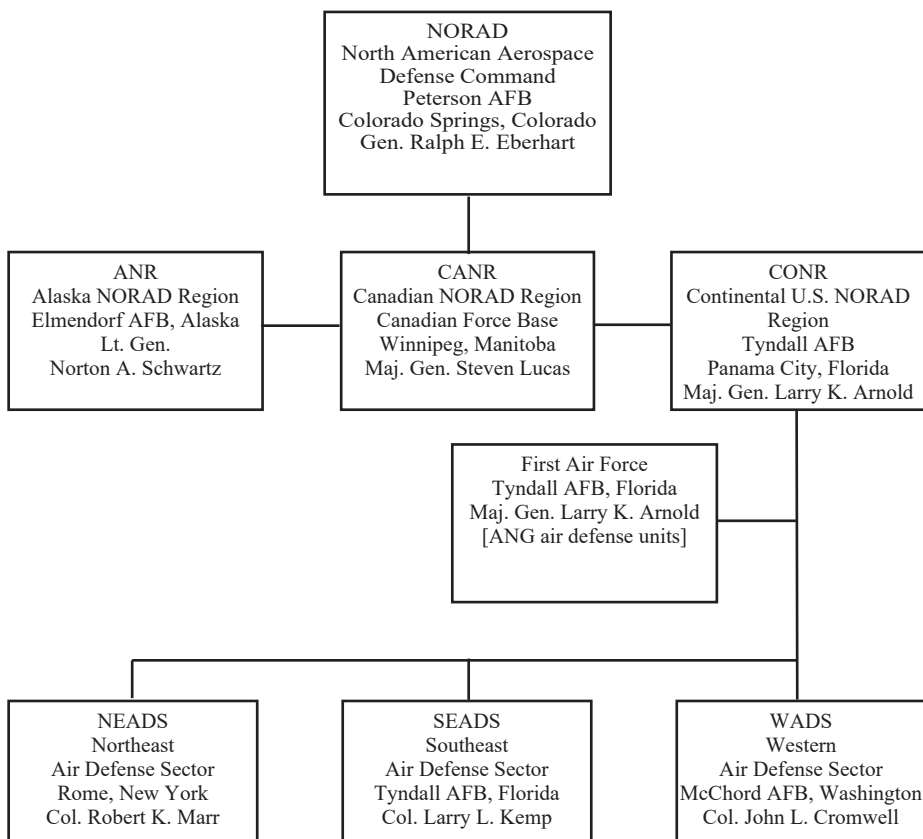 NORAD
North American Aerospace
Defense Command
Peterson AFB
Colorado Springs, Colorado
Gen. Ralph E. Eberhart
ANR
Alaska NORAD Region
Elmendorf AFB, Alaska
Lt. Gen.
Norton A. Schwartz
CANR
Canadian NORAD Region
Canadian Force Base
Winnipeg, Manitoba
Maj. Gen. Steven Lucas
CONR
Continental U.S. NORAD
Region
Tyndall AFB
Panama City, Florida
Maj. Gen. Larry K. Arnold
First Air Force
Tyndall AFB, Florida
Maj. Gen. Larry K. Arnold
[ANG air defense units]
NEADS
Northeast
Air Defense Sector
Rome, New York
Col. Robert K. Marr
SEADS
Southeast
Air Defense Sector
Tyndall AFB, Florida
Col. Larry L. Kemp
WADS
Western
Air Defense Sector
McChord AFB, Washington
Col. John L. Cromwell